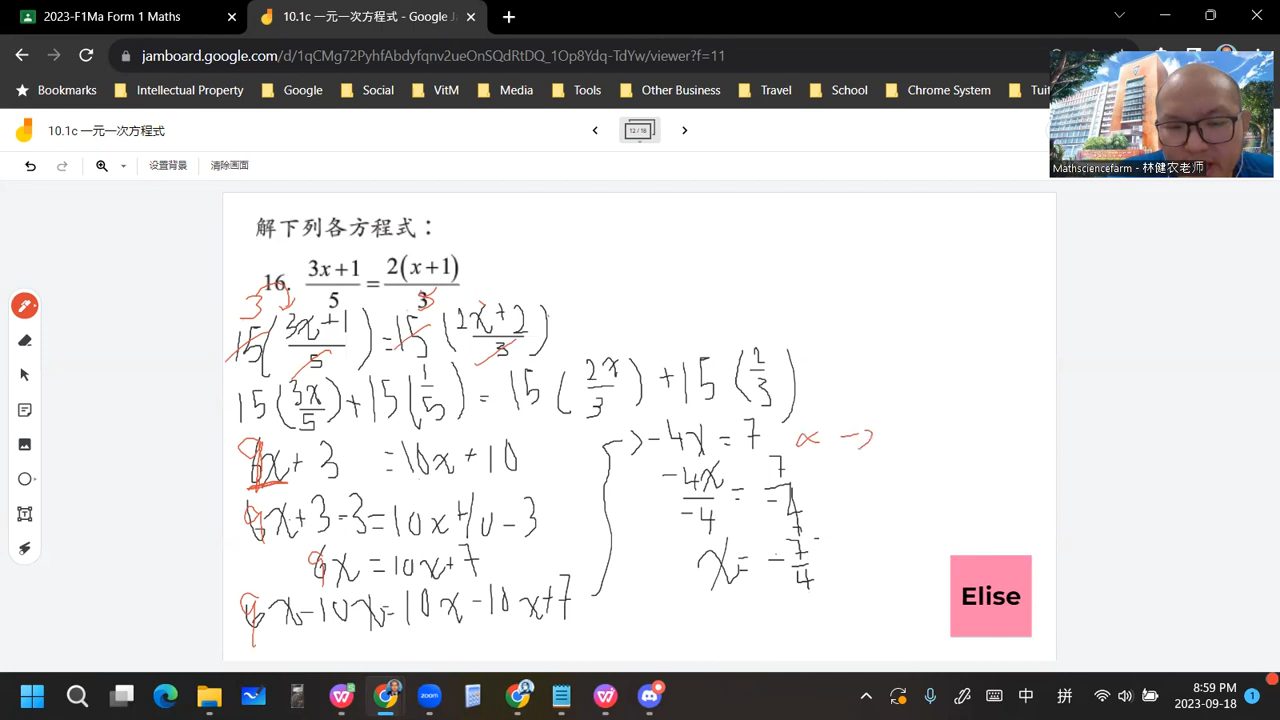 2023-F1Ma Form 1 Maths
10.1c 一元一次方程式 - Google Ja
jamboard.google.com/d/1qCMg72PyhfAbdyfqnv2ueOnSQdRtDQ_1Op8Ydq-TdYw/viewer?f=11
Bookmarks Intellectual Property Google Social VitM Media Tools Other Business Travel School Chrome System Tuit
10.1c 一元一次方程式
12 / 18
设置背景 清除画面
Mathsciencefarm - 林健农老师
解下列各方程式：
16. (3x+1)/5 = 2(x+1)/3
3 5
15((3x+1)/5) = 15((2x+2)/3)
15(3x/5) + 15(1/5) = 15(2x/3) + 15(2/3)
9x + 3 = 10x + 10
9x + 3 - 3 = 10x + 10 - 3
9x = 10x + 7
9x - 10x = 10x - 10x + 7
-4x = 7
-4x/-4 = 7/-4
x = -7/4
Elise
zoom
中 拼
8:59 PM
2023-09-18
1